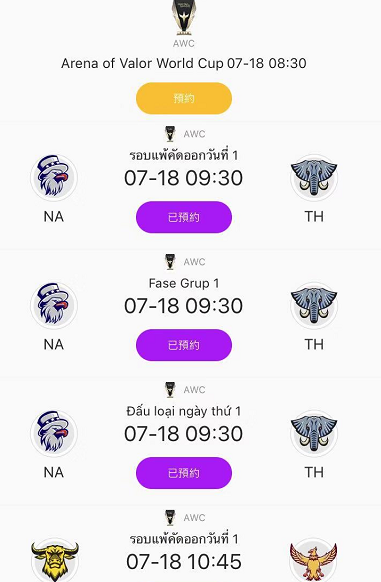 AWC
Arena of Valor World Cup 07-18 08:30
預約
AWC
รอบแพ้คัดออกวันที่ 1
07-18 09:30
NA
TH
已預約
AWC
Fase Grup 1
07-18 09:30
NA
TH
已預約
AWC
Đấu loại ngày thứ 1
07-18 09:30
NA
TH
已預約
AWC
รอบแพ้คัดออกวันที่ 1
07-18 10:45